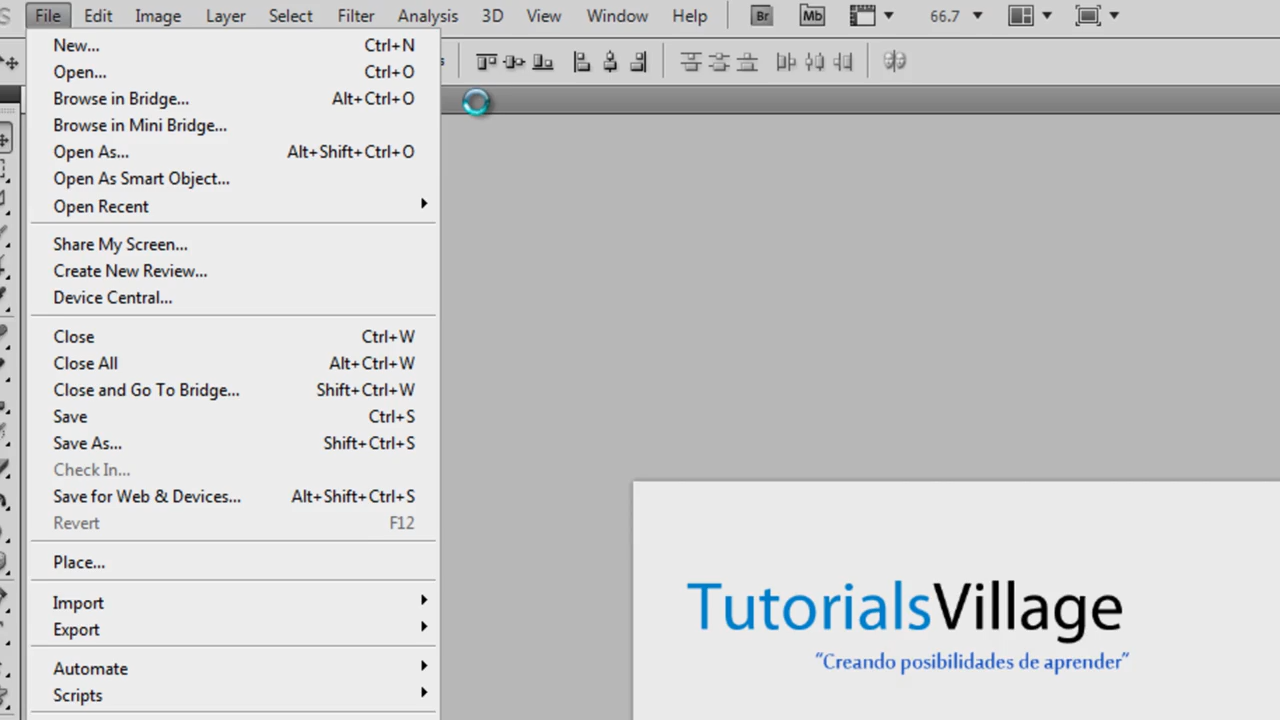 File Edit Image Layer Select Filter Analysis 3D View Window Help Br Mb 66.7
New... Ctrl+N
Open... Ctrl+O
Browse in Bridge... Alt+Ctrl+O
Browse in Mini Bridge...
Open As... Alt+Shift+Ctrl+O
Open As Smart Object...
Open Recent
Share My Screen...
Create New Review...
Device Central...
Close Ctrl+W
Close All Alt+Ctrl+W
Close and Go To Bridge... Shift+Ctrl+W
Save Ctrl+S
Save As... Shift+Ctrl+S
Check In...
Save for Web & Devices... Alt+Shift+Ctrl+S
Revert F12
Place...
Import
Export
Automate
Scripts
TutorialsVillage
“Creando posibilidades de aprender”